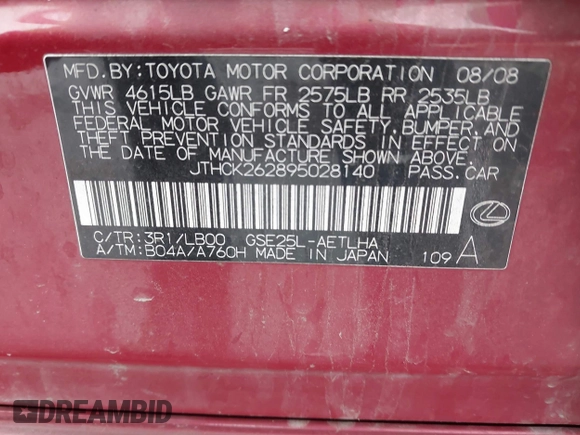 MFD. BY: TOYOTA MOTOR CORPORATION 08/08
GVWR 4615LB GAWR FR 2575LB RR 2535LB
THIS VEHICLE CONFORMS TO ALL APPLICABLE
FEDERAL MOTOR VEHICLE SAFETY, BUMPER, AND
THEFT PREVENTION STANDARDS IN EFFECT ON
THE DATE OF MANUFACTURE SHOWN ABOVE.
JTHCK262895028140 PASS. CAR
C/TR: 3R1/LB00 GSE25L-AETLHA
A/TM: B04A/A760H MADE IN JAPAN 109 A
DREAMBID